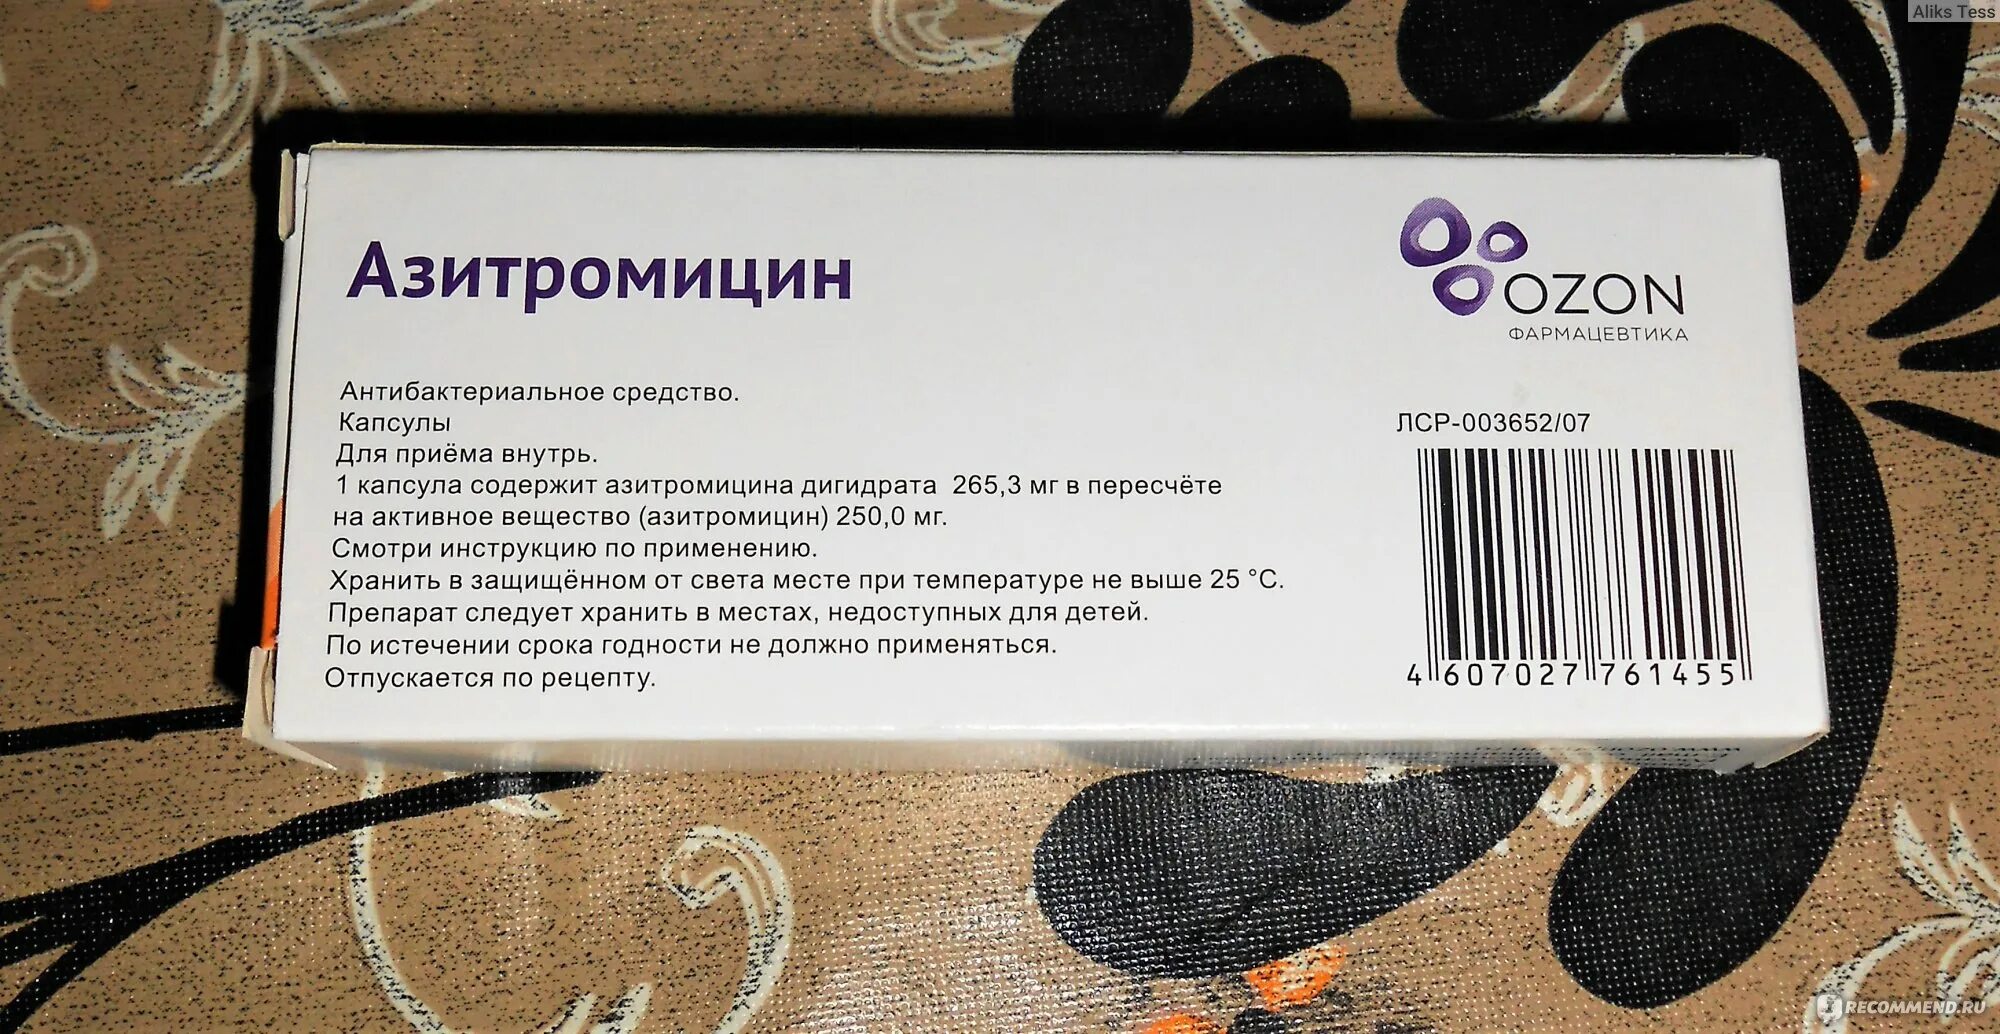 Aliks Tess
Азитромицин
OZON
ФАРМАЦЕВТИКА
Антибактериальное средство.
Капсулы
Для приёма внутрь.
1 капсула содержит азитромицина дигидрата 265,3 мг в пересчёте
на активное вещество (азитромицин) 250,0 мг.
Смотри инструкцию по применению.
Хранить в защищённом от света месте при температуре не выше 25 °С.
Препарат следует хранить в местах, недоступных для детей.
По истечении срока годности не должно применяться.
Отпускается по рецепту.
ЛСР-003652/07
4 607027 761455
RECOMMEND.RU